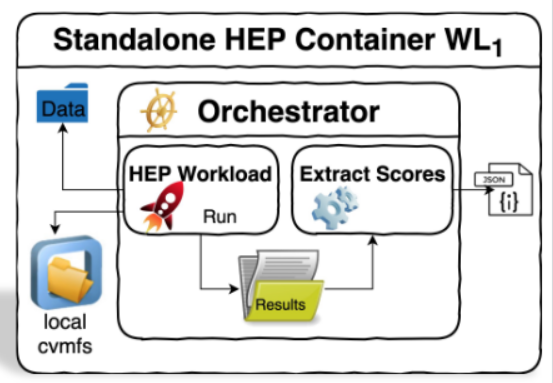 Standalone HEP Container WL1
Data
Orchestrator
HEP Workload
Run
Extract Scores
JSON
{i}
Results
local
cvmfs